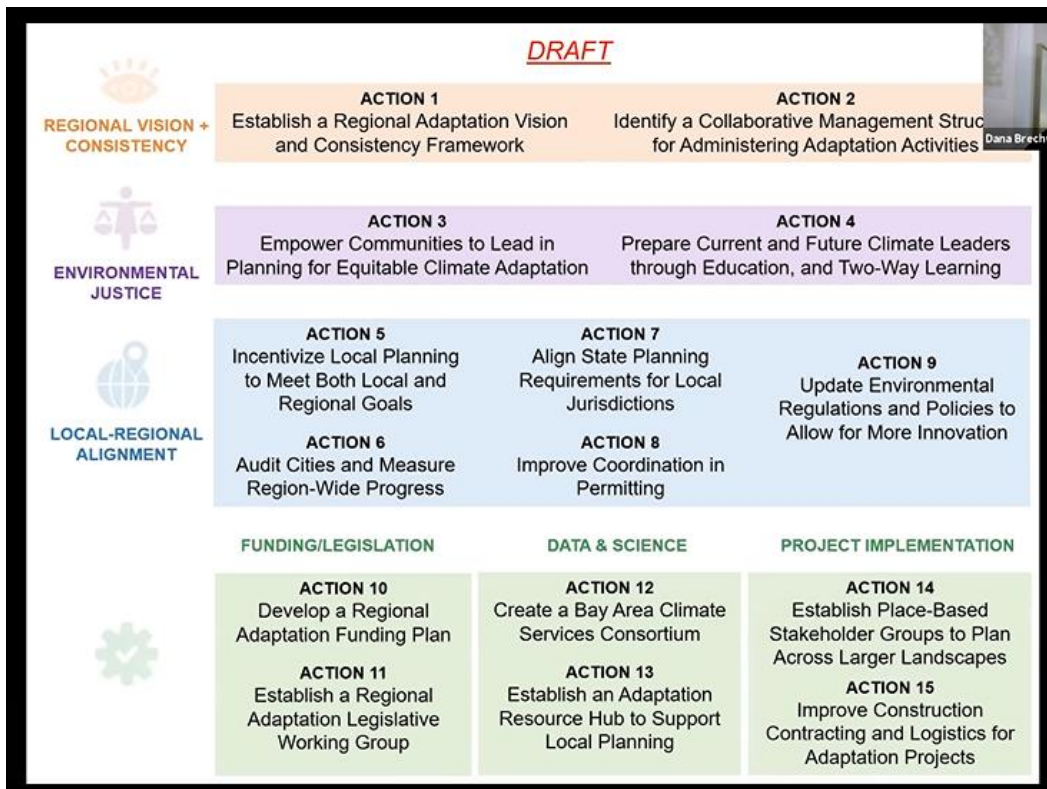 DRAFT
REGIONAL VISION +
CONSISTENCY
ACTION 1
Establish a Regional Adaptation Vision
and Consistency Framework
ACTION 2
Identify a Collaborative Management
for Administering Adaptation Activities
Dana
ENVIRONMENTAL
JUSTICE
ACTION 3
Empower Communities to Lead in
Planning for Equitable Climate Adaptation
ACTION 4
Prepare Current and Future Climate Leaders
through Education, and Two-Way Learning
LOCAL-REGIONAL
ALIGNMENT
ACTION 5
Incentivize Local Planning
to Meet Both Local and
Regional Goals
ACTION 6
Audit Cities and Measure
Region-Wide Progress
ACTION 7
Align State Planning
Requirements for Local
Jurisdictions
ACTION 8
Improve Coordination in
Permitting
ACTION 9
Update Environmental
Regulations and Policies to
Allow for More Innovation
FUNDING/LEGISLATION
ACTION 10
Develop a Regional
Adaptation Funding Plan
ACTION 11
Establish a Regional
Adaptation Legislative
Working Group
DATA & SCIENCE
ACTION 12
Create a Bay Area Climate
Services Consortium
ACTION 13
Establish an Adaptation
Resource Hub to Support
Local Planning
PROJECT IMPLEMENTATION
ACTION 14
Establish Place-Based
Stakeholder Groups to Plan
Across Larger Landscapes
ACTION 15
Improve Construction
Contracting and Logistics for
Adaptation Projects